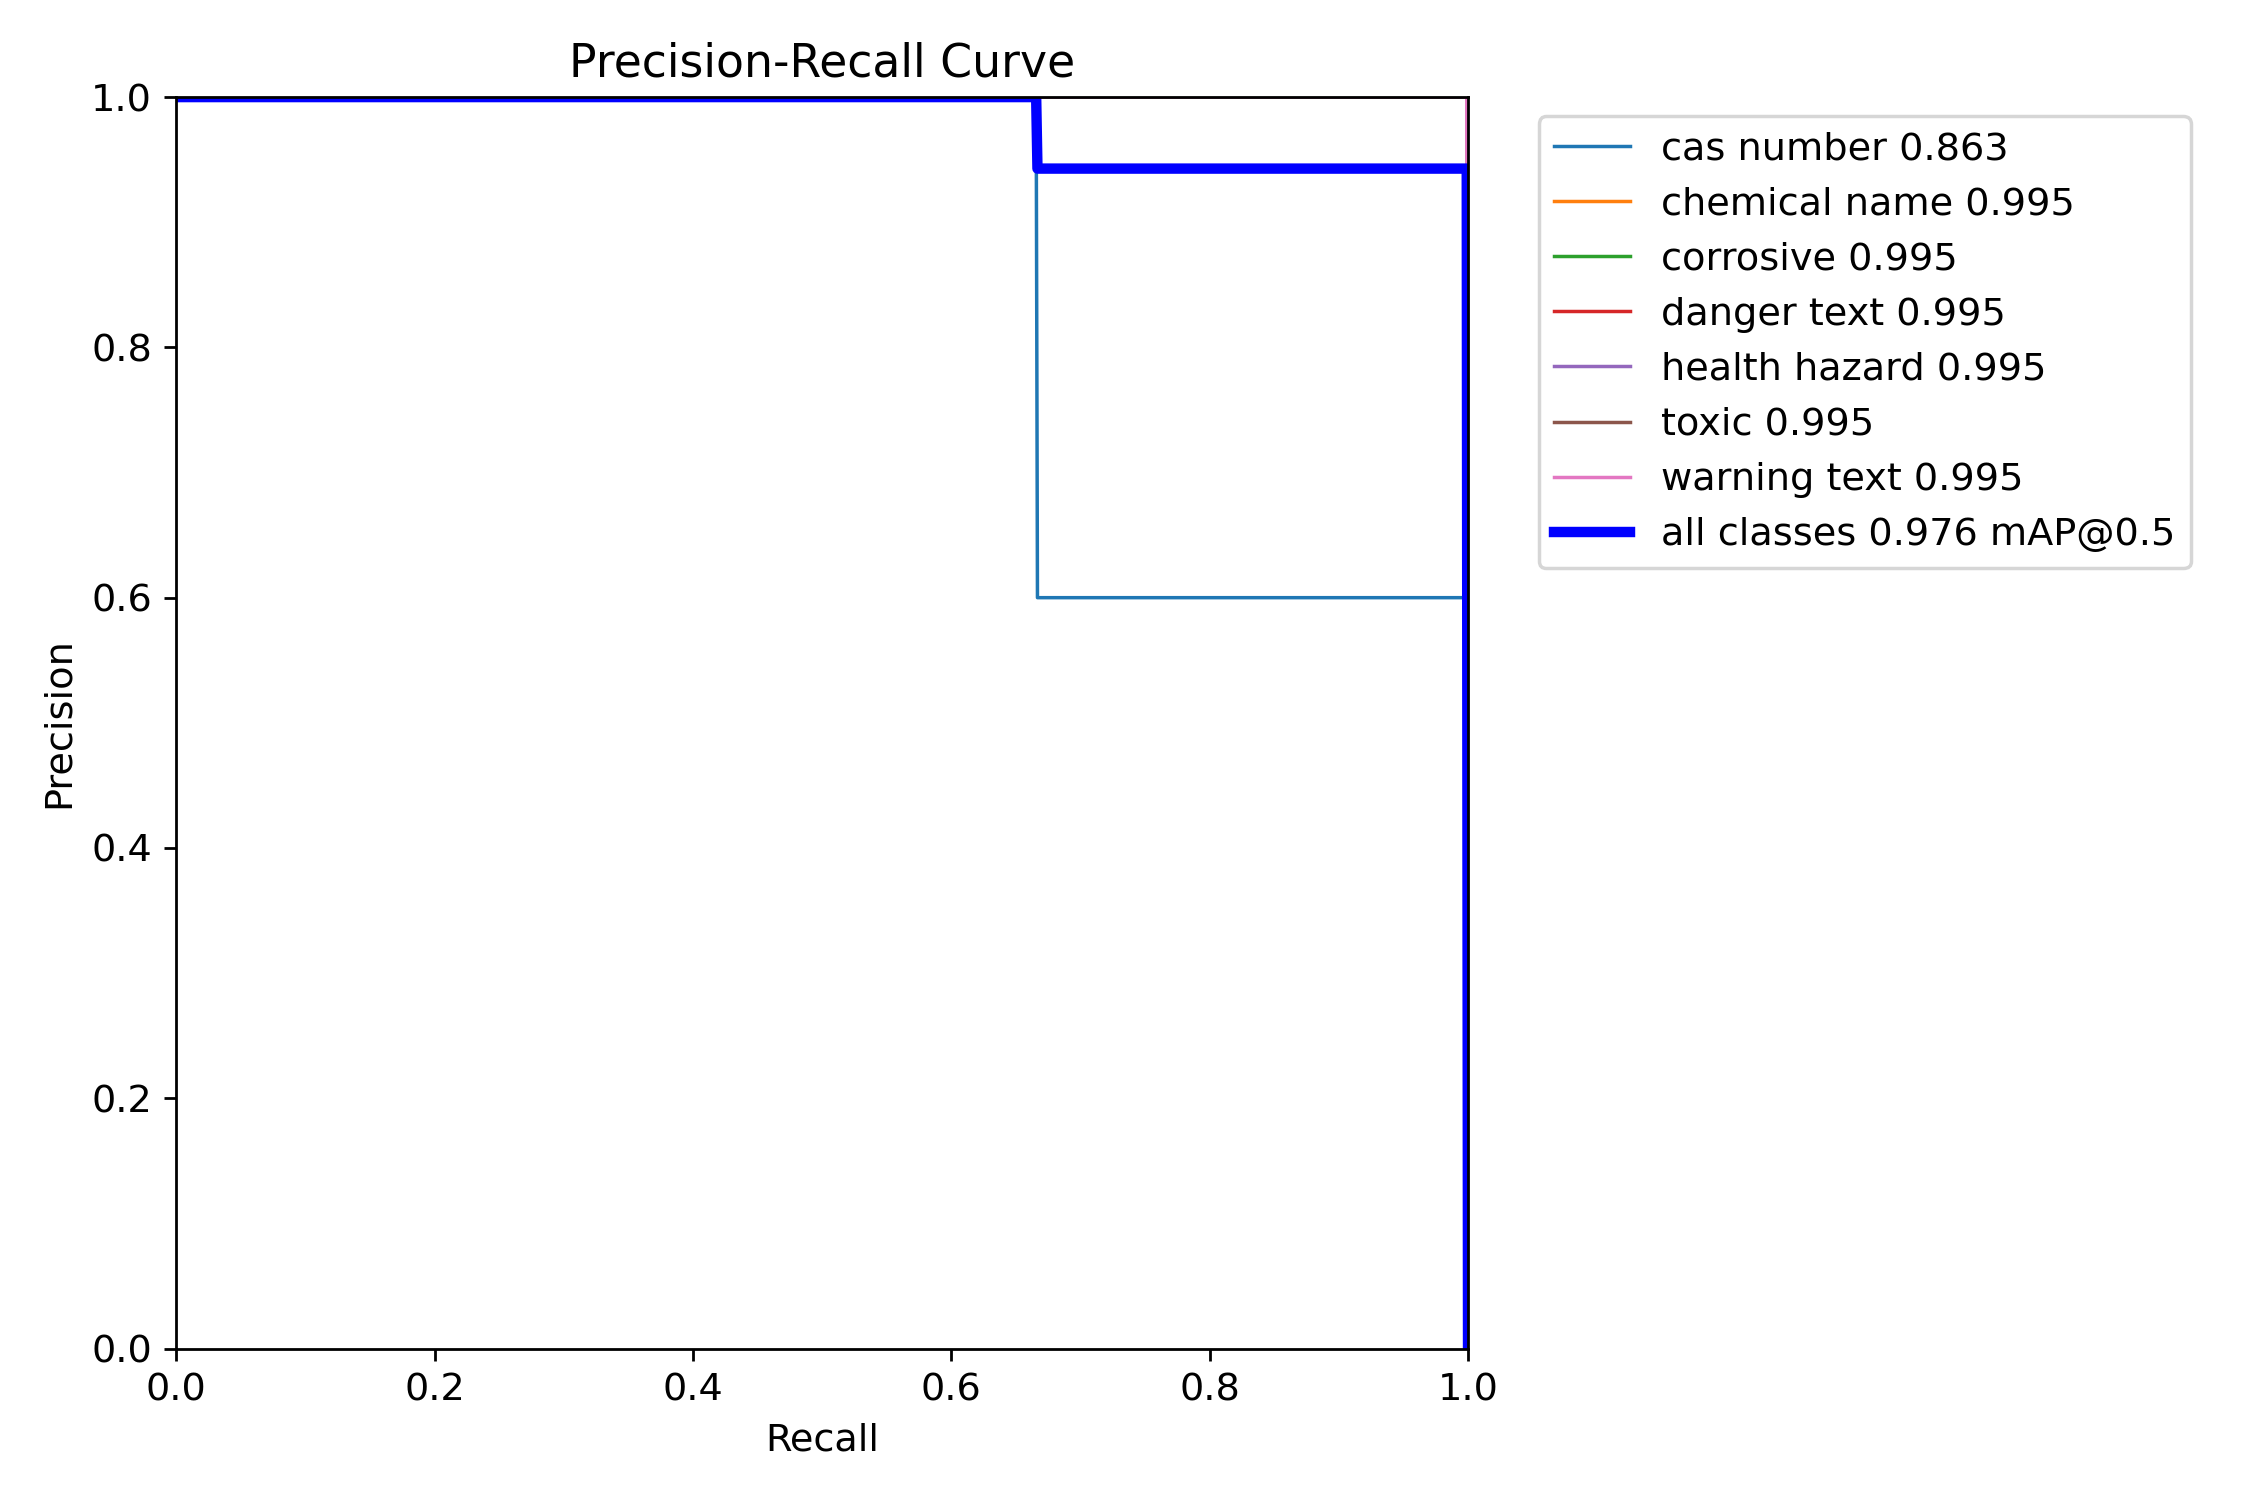 Precision-Recall Curve
1.0
0.8
0.6
0.4
0.2
0.0
Precision
0.0 0.2 0.4 0.6 0.8 1.0
Recall
cas number 0.863
chemical name 0.995
corrosive 0.995
danger text 0.995
health hazard 0.995
toxic 0.995
warning text 0.995
all classes 0.976 mAP@0.5